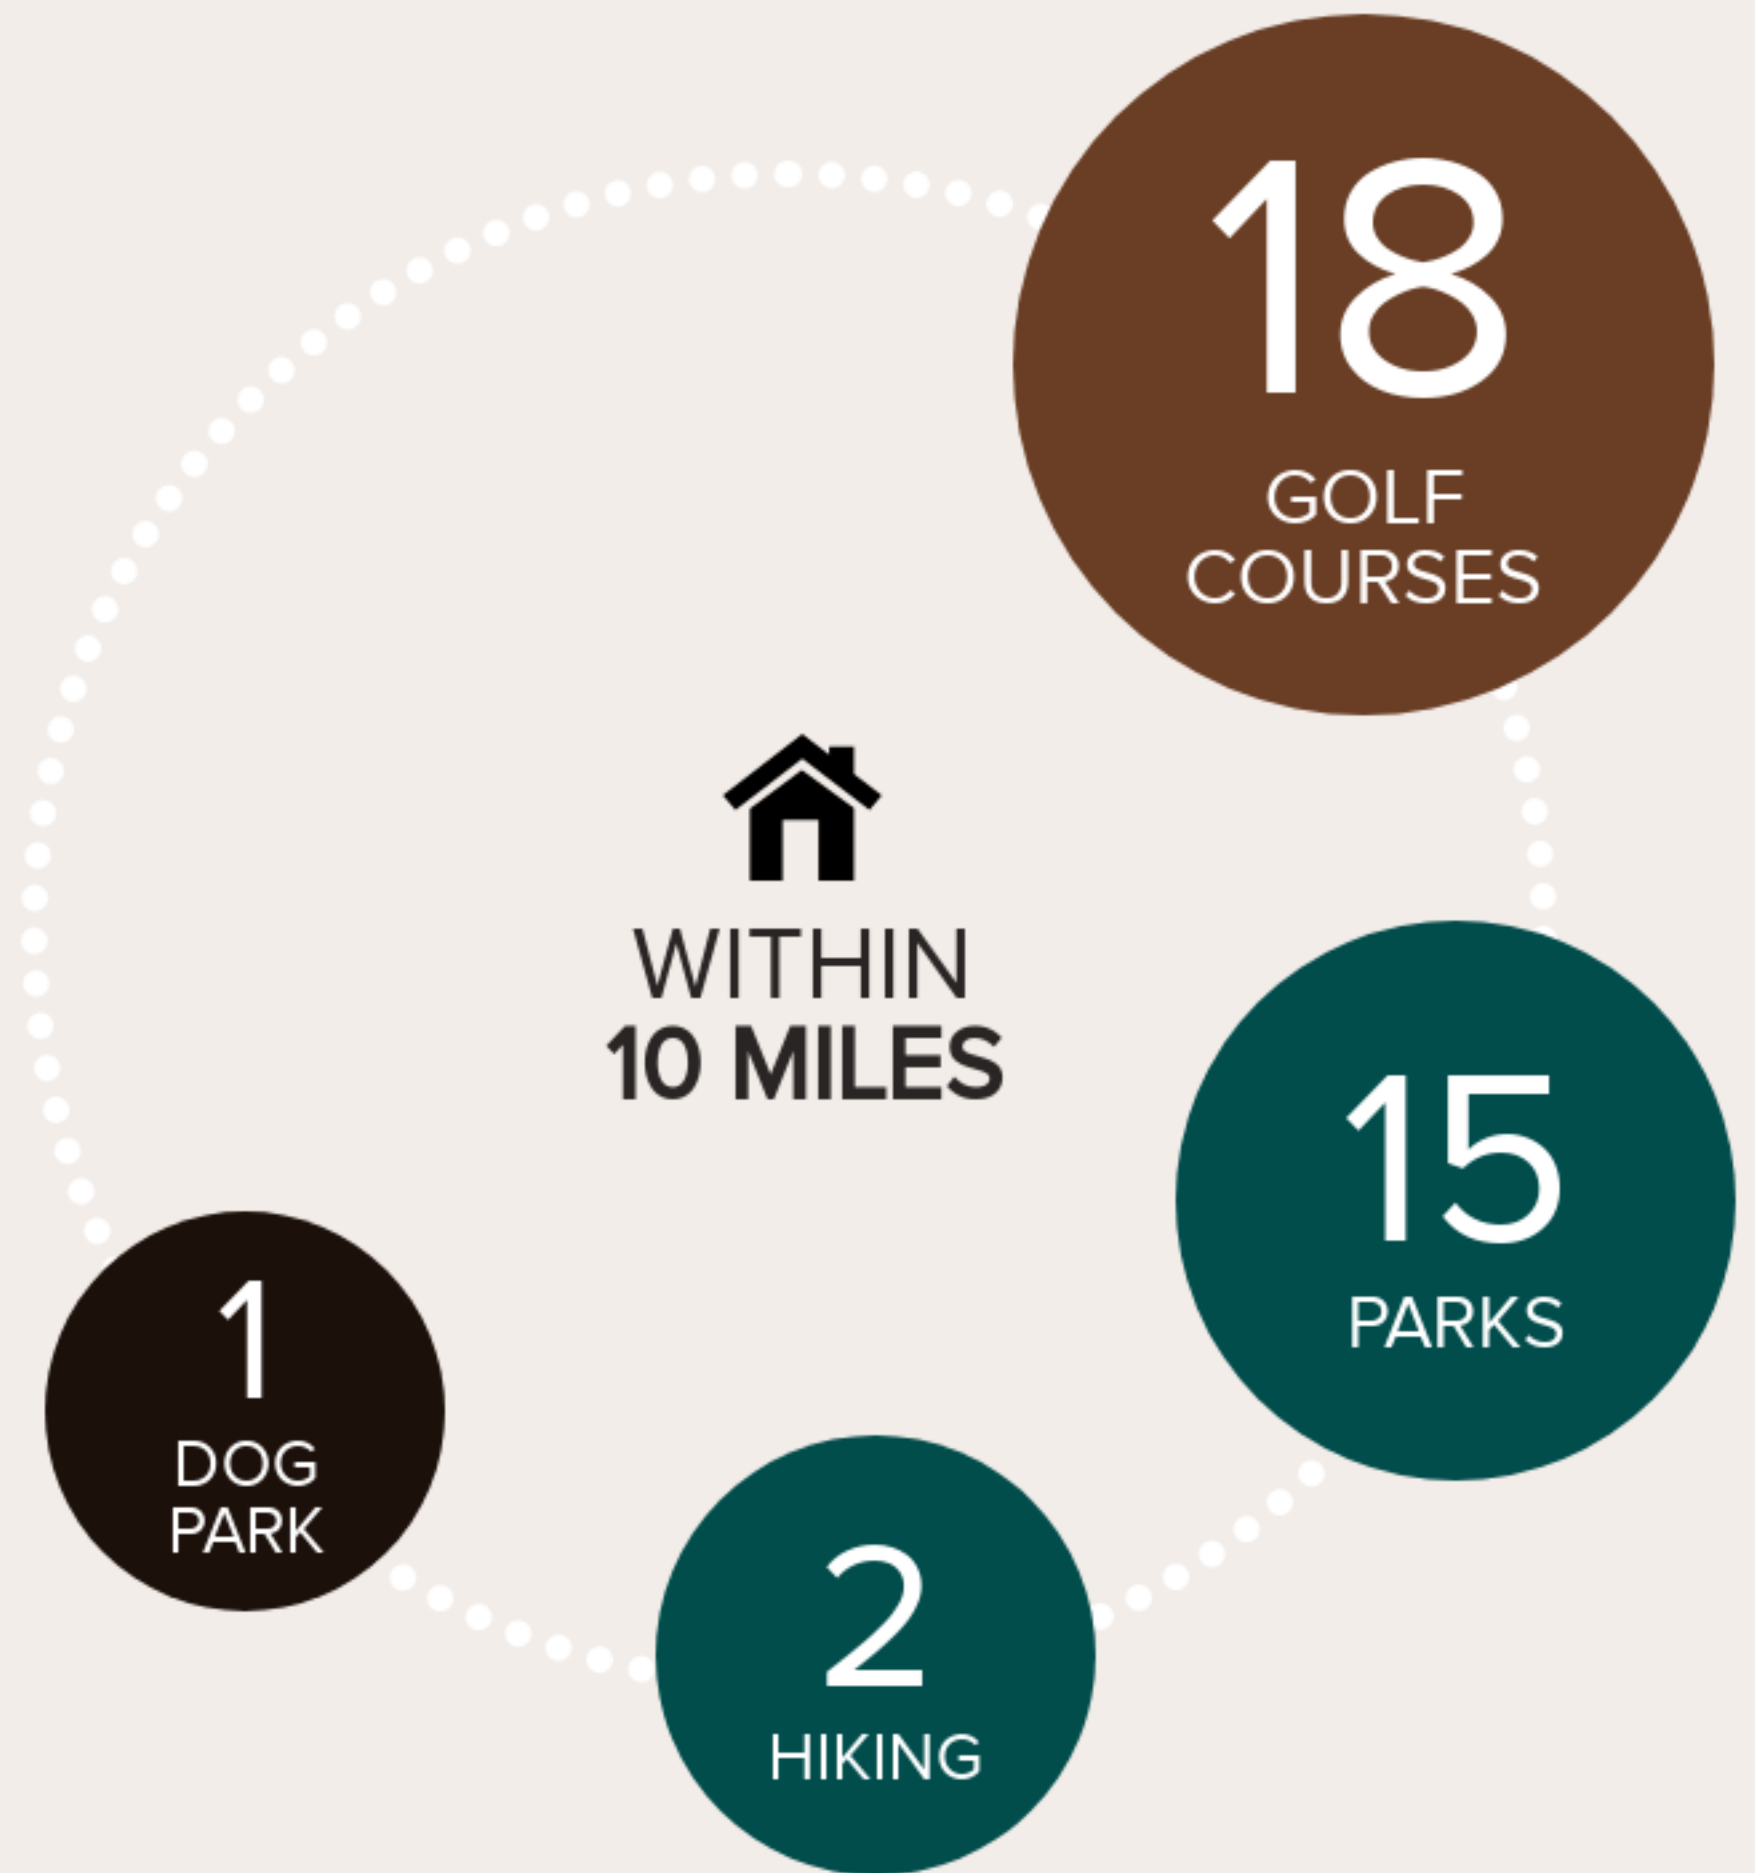 18
GOLF
COURSES
WITHIN
10 MILES
15
PARKS
1
DOG
PARK
2
HIKING